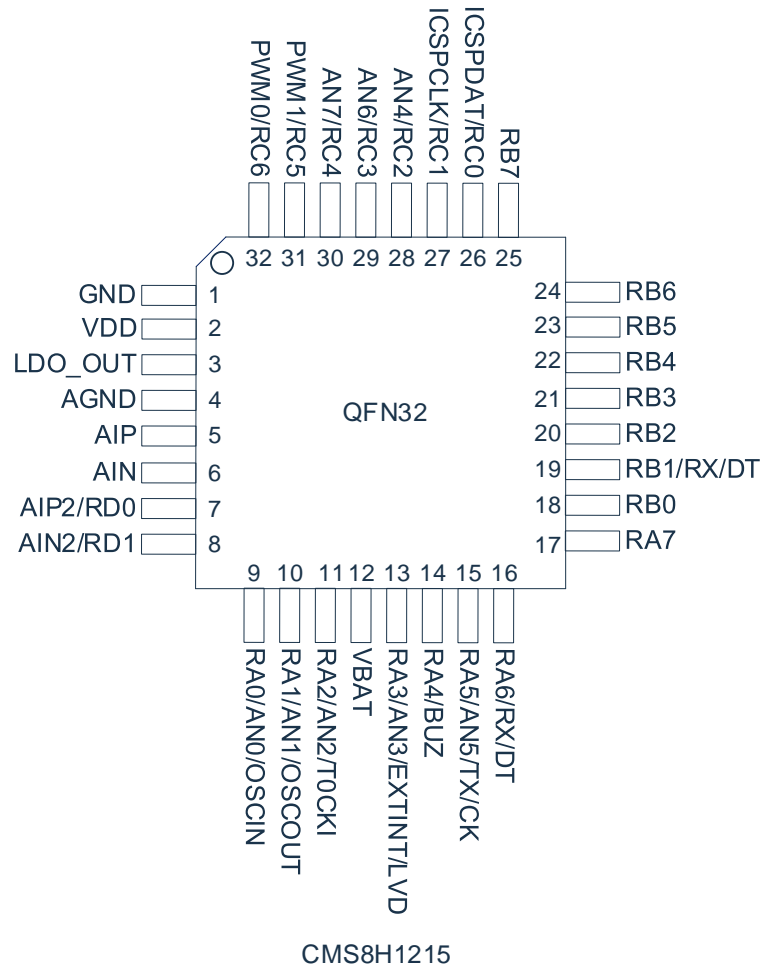 PWM0/RC6
PWM1/RC5
AN7/RC4
AN6/RC3
AN4/RC2
ICSPCLK/RC1
ICSPDAT/RC0
RB7
32 31 30 29 28 27 26 25
GND 1
VDD 2
LDO_OUT 3
AGND 4
AIP 5
AIN 6
AIP2/RD0 7
AIN2/RD1 8
QFN32
24 RB6
23 RB5
22 RB4
21 RB3
20 RB2
19 RB1/RX/DT
18 RB0
17 RA7
9 10 11 12 13 14 15 16
RA0/AN0/OSCIN
RA1/AN1/OSCOUT
RA2/AN2/T0CKI
VBAT
RA3/AN3/EXTINT/LVD
RA4/BUZ
RA5/AN5/TX/CK
RA6/RX/DT
CMS8H1215